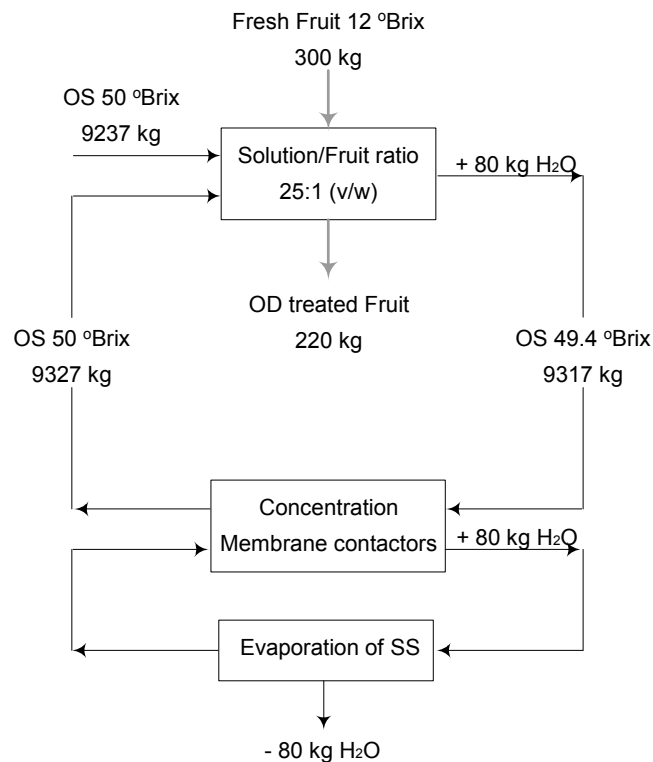 Fresh Fruit 12 ºBrix
300 kg
OS 50 ºBrix
9237 kg
Solution/Fruit ratio
25:1 (v/w)
+ 80 kg H2O
OD treated Fruit
220 kg
OS 50 ºBrix
9327 kg
OS 49.4 ºBrix
9317 kg
Concentration
Membrane contactors
+ 80 kg H2O
Evaporation of SS
- 80 kg H2O